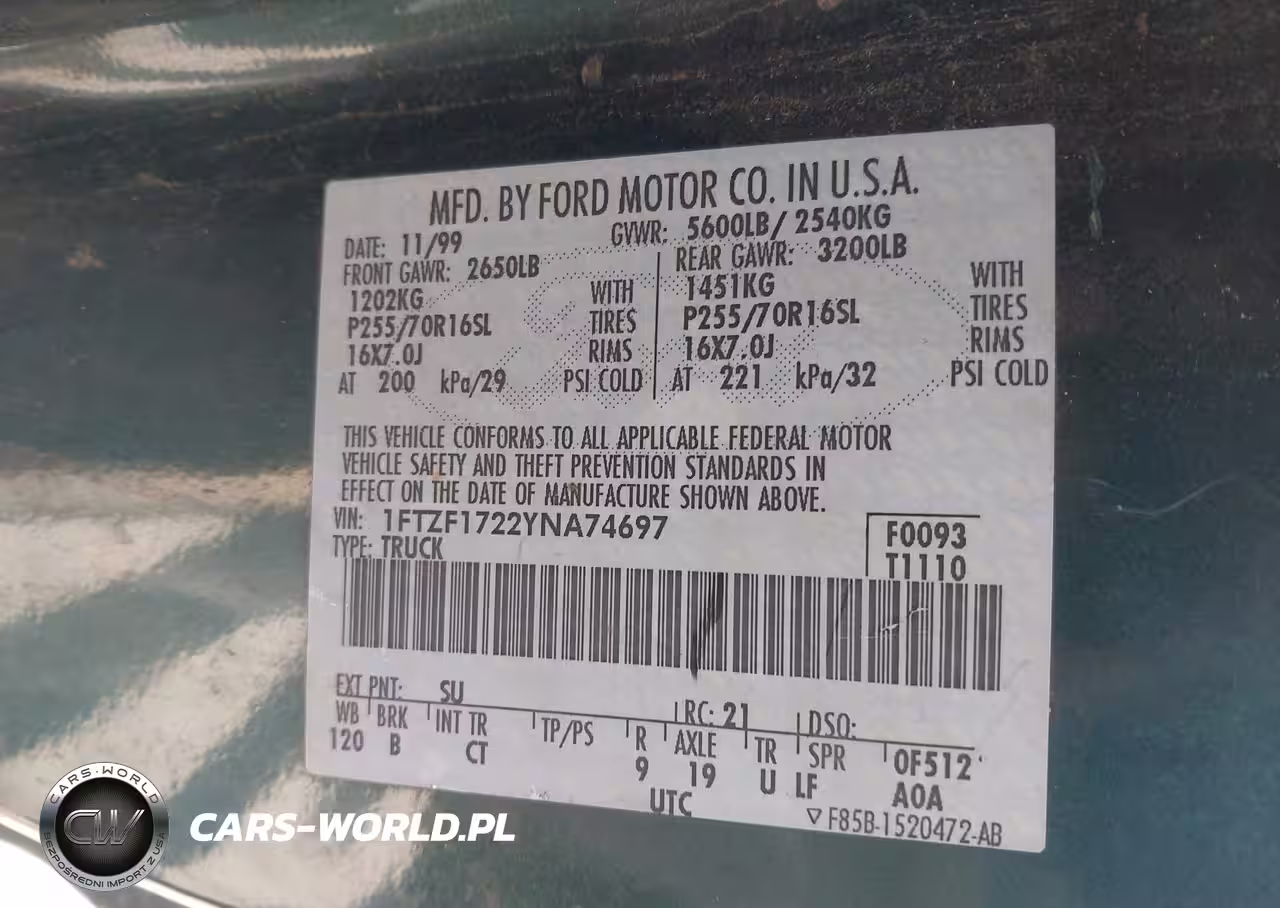 MFD. BY FORD MOTOR CO. IN U.S.A.
DATE: 11/99 GVWR: 5600LB/ 2540KG
FRONT GAWR: 2650LB REAR GAWR: 3200LB
1202KG WITH 1451KG WITH
P255/70R16SL TIRES P255/70R16SL TIRES
16X7.0J RIMS 16X7.0J RIMS
AT 200 kPa/29 PSI COLD AT 221 kPa/32 PSI COLD
THIS VEHICLE CONFORMS TO ALL APPLICABLE FEDERAL MOTOR
VEHICLE SAFETY AND THEFT PREVENTION STANDARDS IN
EFFECT ON THE DATE OF MANUFACTURE SHOWN ABOVE.
VIN: 1FTZF1722YNA74697 F0093
TYPE: TRUCK T1110
EXT PNT: SU RC: 21 DSO:
WB BRK INT TR TP/PS R AXLE TR SPR 0F512
120 B CT 9 19 U LF A0A
UTC ▽F85B-1520472-AB
CARS-WORLD
CW
BEZPOŚREDNI IMPORT Z USA
CARS-WORLD.PL